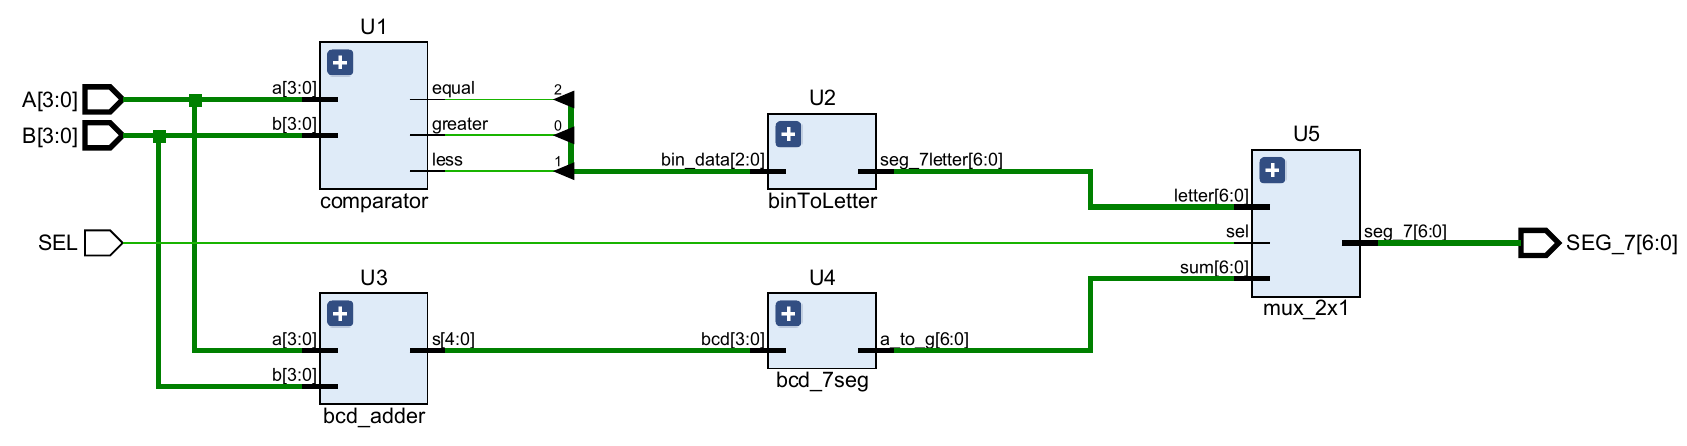 U1
A[3:0]
B[3:0]
a[3:0]
b[3:0]
equal
greater
less
2
0
1
comparator
U2
bin_data[2:0]
seg_7letter[6:0]
binToLetter
U5
letter[6:0]
sel
sum[6:0]
seg_7[6:0]
mux_2x1
SEG_7[6:0]
SEL
U3
a[3:0]
b[3:0]
s[4:0]
bcd_adder
U4
bcd[3:0]
a_to_g[6:0]
bcd_7seg